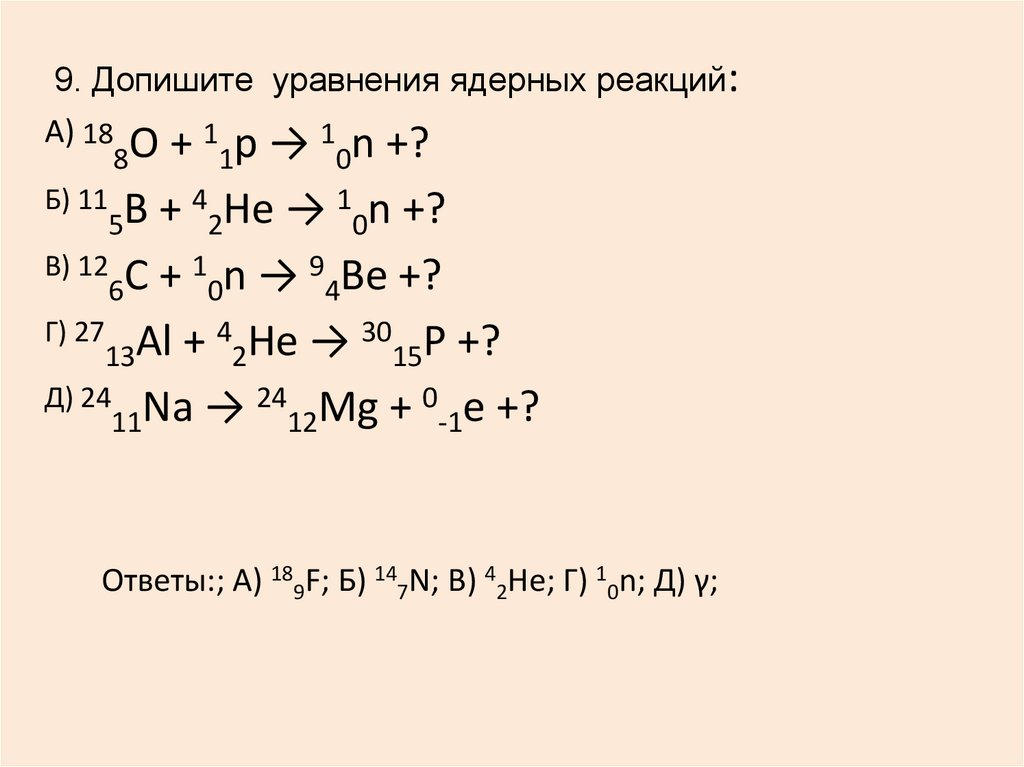 9. Допишите уравнения ядерных реакций:
А) ¹⁸₈O + ¹₁p → ¹₀n +?
Б) ¹¹₅B + ⁴₂He → ¹₀n +?
В) ¹²₆C + ¹₀n → ⁹₄Be +?
Г) ²⁷₁₃Al + ⁴₂He → ³⁰₁₅P +?
Д) ²⁴₁₁Na → ²⁴₁₂Mg + ⁰₋₁e +?
Ответы:; А) ¹⁸₉F; Б) ¹⁴₇N; В) ⁴₂He; Г) ¹₀n; Д) γ;